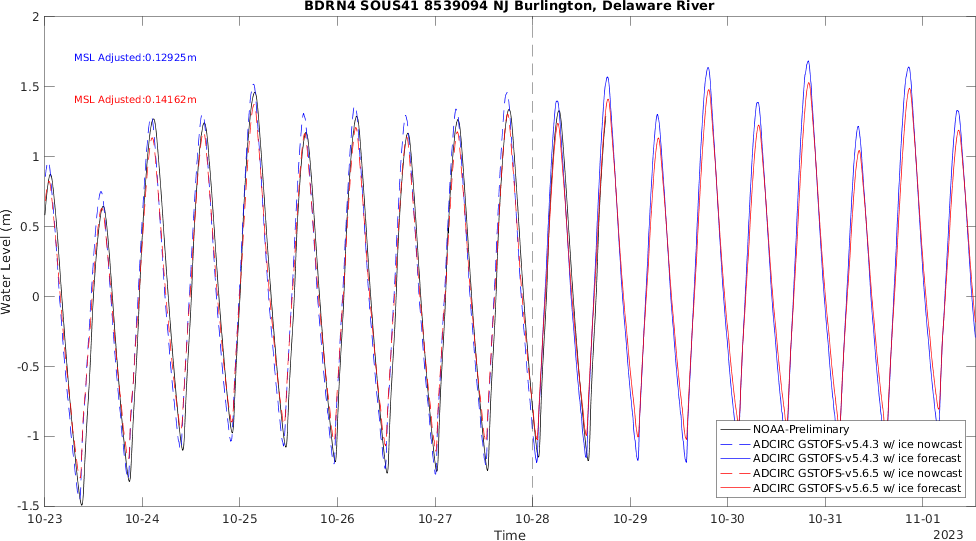 BDRN4 SOUS41 8539094 NJ Burlington, Delaware River
2
1.5
1
0.5
0
-0.5
-1
-1.5
Water Level (m)
MSL Adjusted:0.12925m
MSL Adjusted:0.14162m
NOAA-Preliminary
ADCIRC GSTOFS-v5.4.3 w/ ice nowcast
ADCIRC GSTOFS-v5.4.3 w/ ice forecast
ADCIRC GSTOFS-v5.6.5 w/ ice nowcast
ADCIRC GSTOFS-v5.6.5 w/ ice forecast
10-23 10-24 10-25 10-26 10-27 10-28 10-29 10-30 10-31 11-01
Time
2023